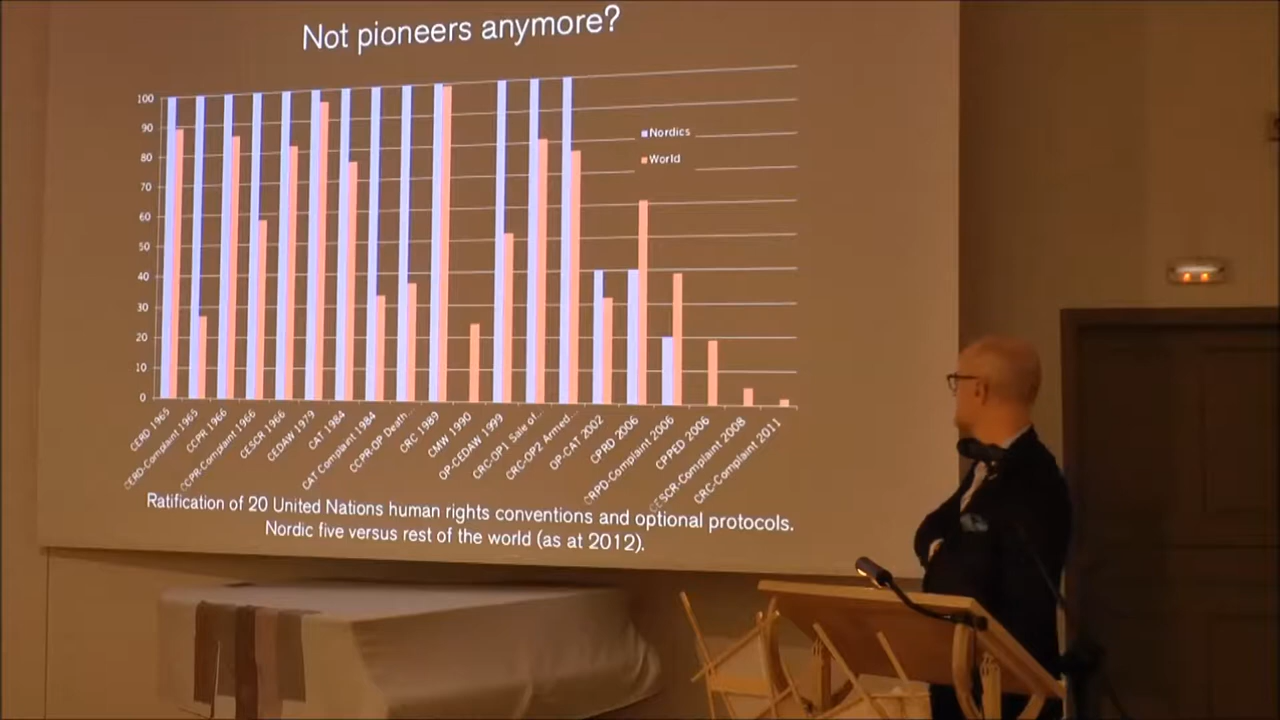 Not pioneers anymore?
100
90
80
70
60
50
40
30
20
10
0
Nordics
World
CERD 1965
CERD-Complaint 1965
CCPR 1966
CCPR-Complaint 1966
CESCR 1966
CEDAW 1979
CAT 1984
CAT Complaint 1984
CCPR-OP Death...
CRC 1989
CMW 1990
OP-CEDAW 1999
CRC-OP1 Sale of...
CRC-OP2 Armed...
OP-CAT 2002
CPRD 2006
CRPD-Complaint 2006
CPPED 2006
CESCR-Complaint 2008
CRC-Complaint 2011
Ratification of 20 United Nations human rights conventions and optional protocols.
Nordic five versus rest of the world (as at 2012).